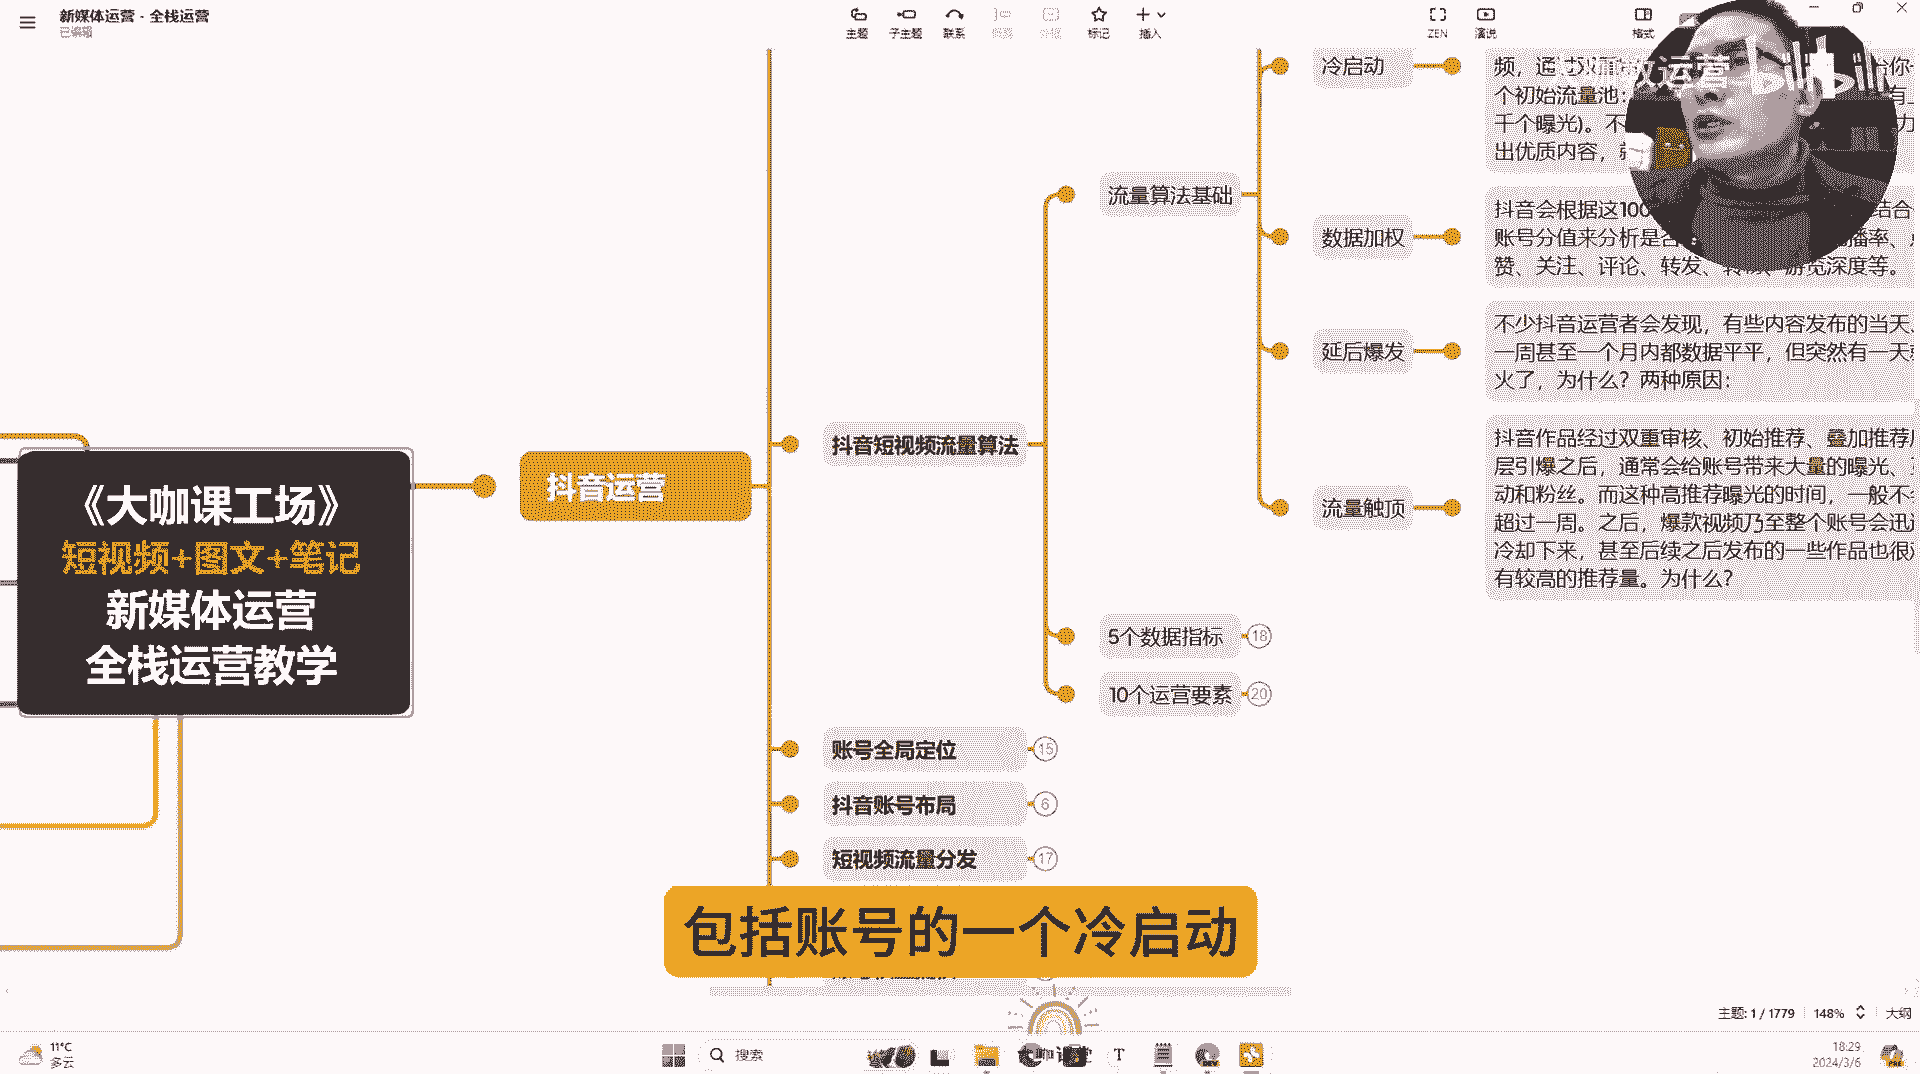 新媒体运营 - 全栈运营
已编辑
主题
子主题
联系
标记
插入
ZEN
演说
格式
冷启动
频，通过双重
个初始流量池：
千个曝光)。不
出优质内容，
流量算法基础
数据加权
抖音会根据这100
结合
账号分值来分析是否
播率、
赞、关注、评论、转发、
游览深度等。
延后爆发
不少抖音运营者会发现，有些内容发布的当天、
一周甚至一个月内都数据平平，但突然有一天
火了，为什么？两种原因：
流量触顶
抖音作品经过双重审核、初始推荐、叠加推荐
层引爆之后，通常会给账号带来大量的曝光、
动和粉丝。而这种高推荐曝光的时间，一般不
超过一周。之后，爆款视频乃至整个账号会迅
冷却下来，甚至后续之后发布的一些作品也很
有较高的推荐量。为什么？
抖音短视频流量算法
《大咖课工场》
短视频+图文+笔记
新媒体运营
全栈运营教学
抖音运营
5个数据指标
18
10个运营要素
20
账号全局定位
15
抖音账号布局
6
短视频流量分发
17
包括账号的一个冷启动
主题: 1 / 1779
148%
大纲
11°C
多云
搜索
18:29
2024/3/6